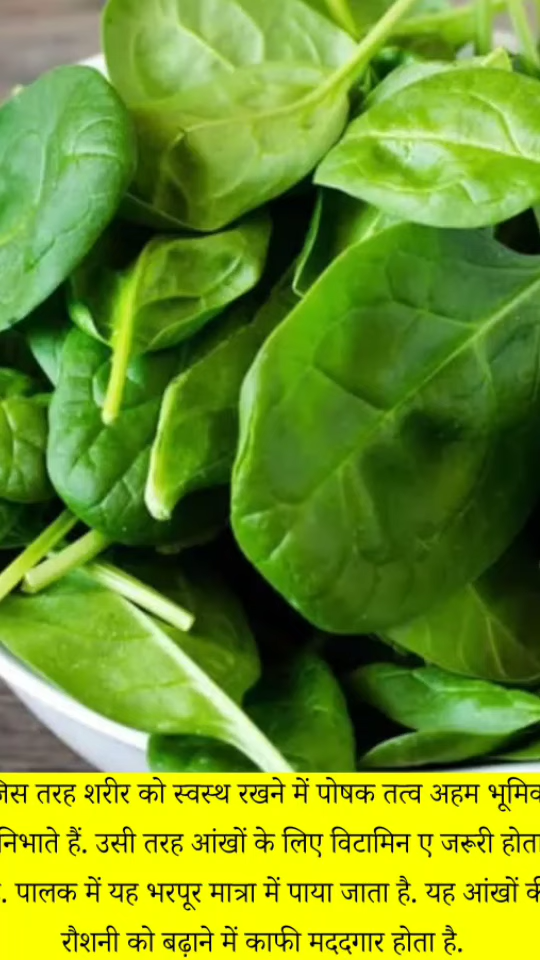 जिस तरह शरीर को स्वस्थ रखने में पोषक तत्व अहम भूमिक
निभाते हैं. उसी तरह आंखों के लिए विटामिन ए जरूरी होता
. पालक में यह भरपूर मात्रा में पाया जाता है. यह आंखों की
रौशनी को बढ़ाने में काफी मददगार होता है.